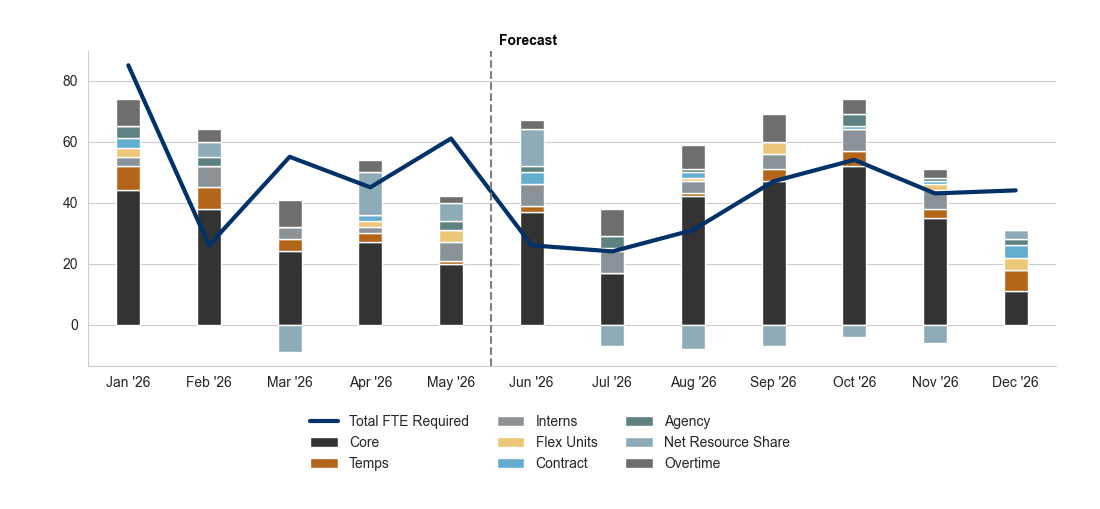 Forecast
80
60
40
20
0
Jan '26 Feb '26 Mar '26 Apr '26 May '26 Jun '26 Jul '26 Aug '26 Sep '26 Oct '26 Nov '26 Dec '26
Total FTE Required Interns Agency
Core Flex Units Net Resource Share
Temps Contract Overtime